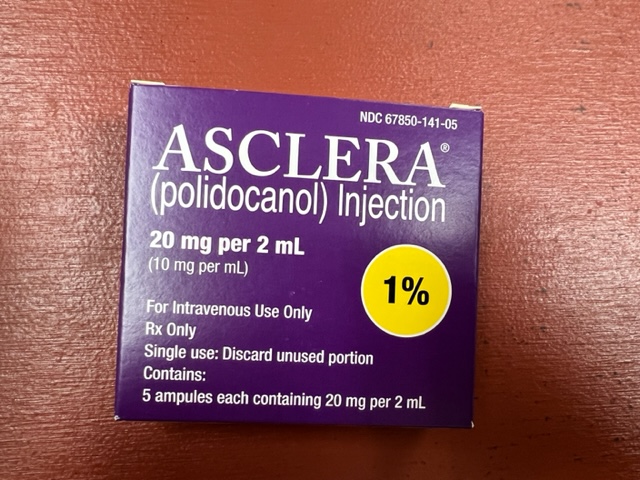 NDC 67850-141-05
ASCLERA®
(polidocanol) Injection
20 mg per 2 mL
(10 mg per mL)
1%
For Intravenous Use Only
Rx Only
Single use: Discard unused portion
Contains:
5 ampules each containing 20 mg per 2 mL